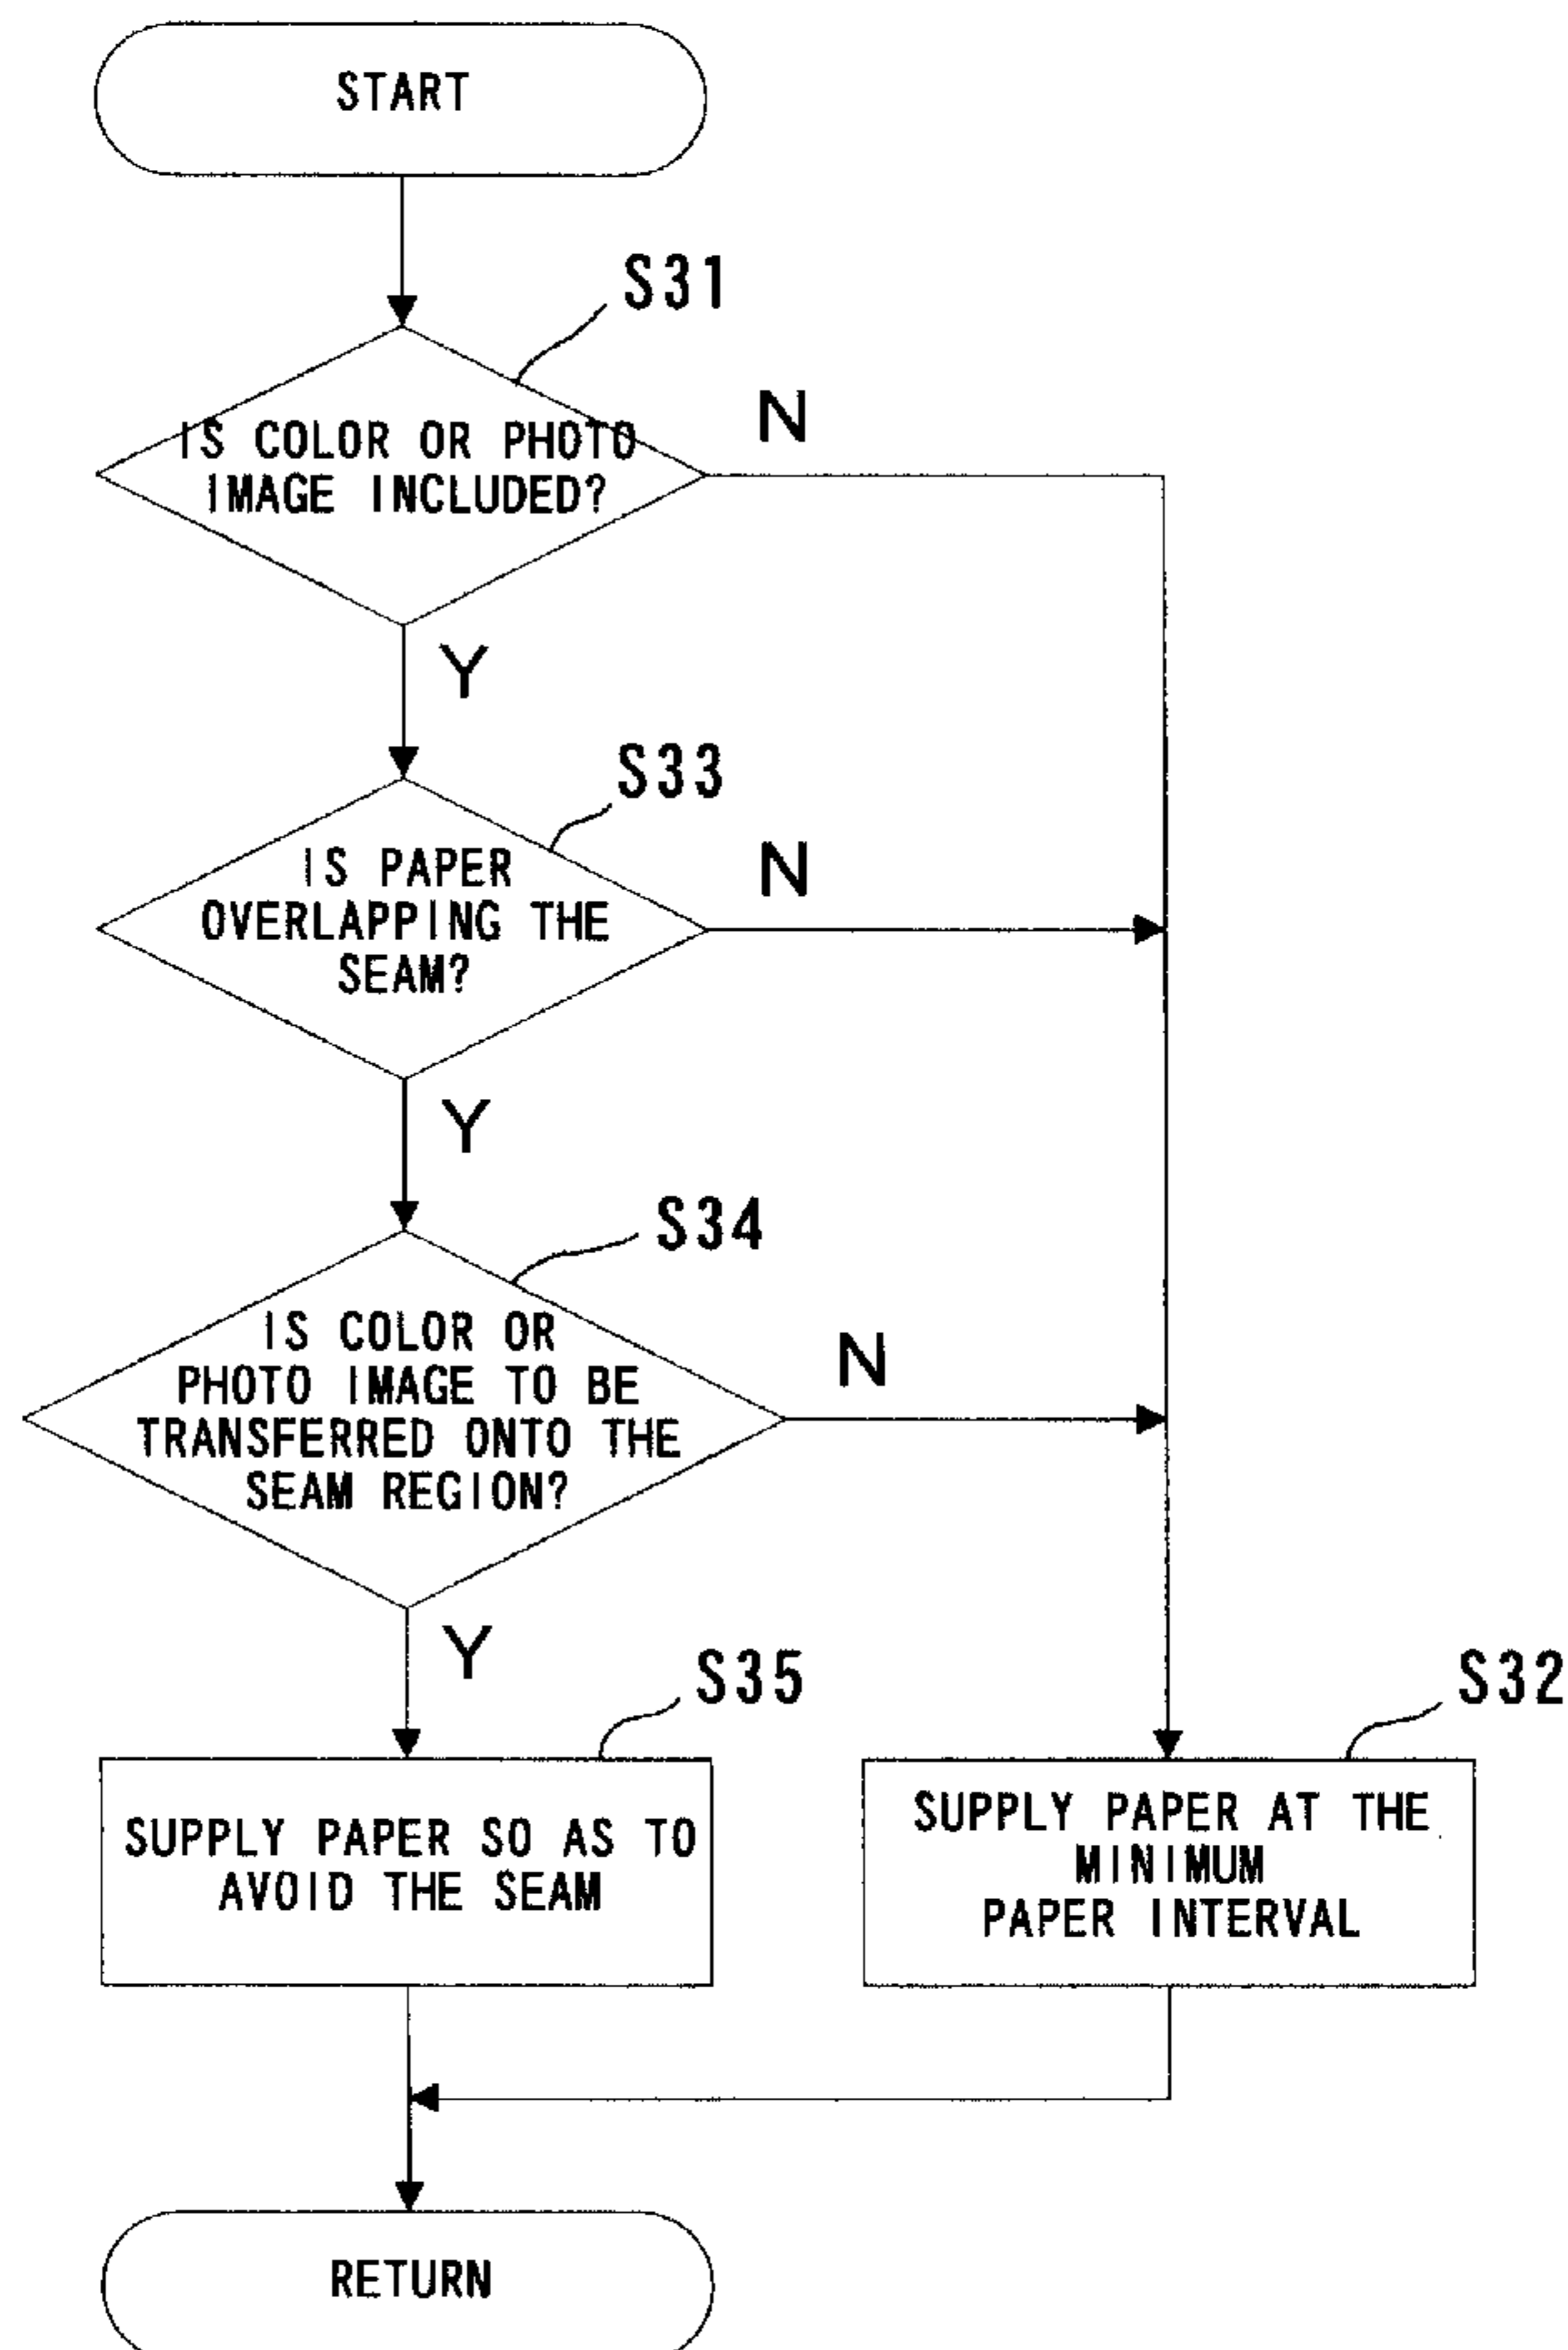 START
S31
IS COLOR OR PHOTO
IMAGE INCLUDED?
N
Y
S33
IS PAPER
OVERLAPPING THE
SEAM?
N
Y
S34
IS COLOR OR
PHOTO IMAGE TO BE
TRANSFERRED ONTO THE
SEAM REGION?
N
Y
S35
SUPPLY PAPER SO AS TO
AVOID THE SEAM
S32
SUPPLY PAPER AT THE
MINIMUM
PAPER INTERVAL
RETURN